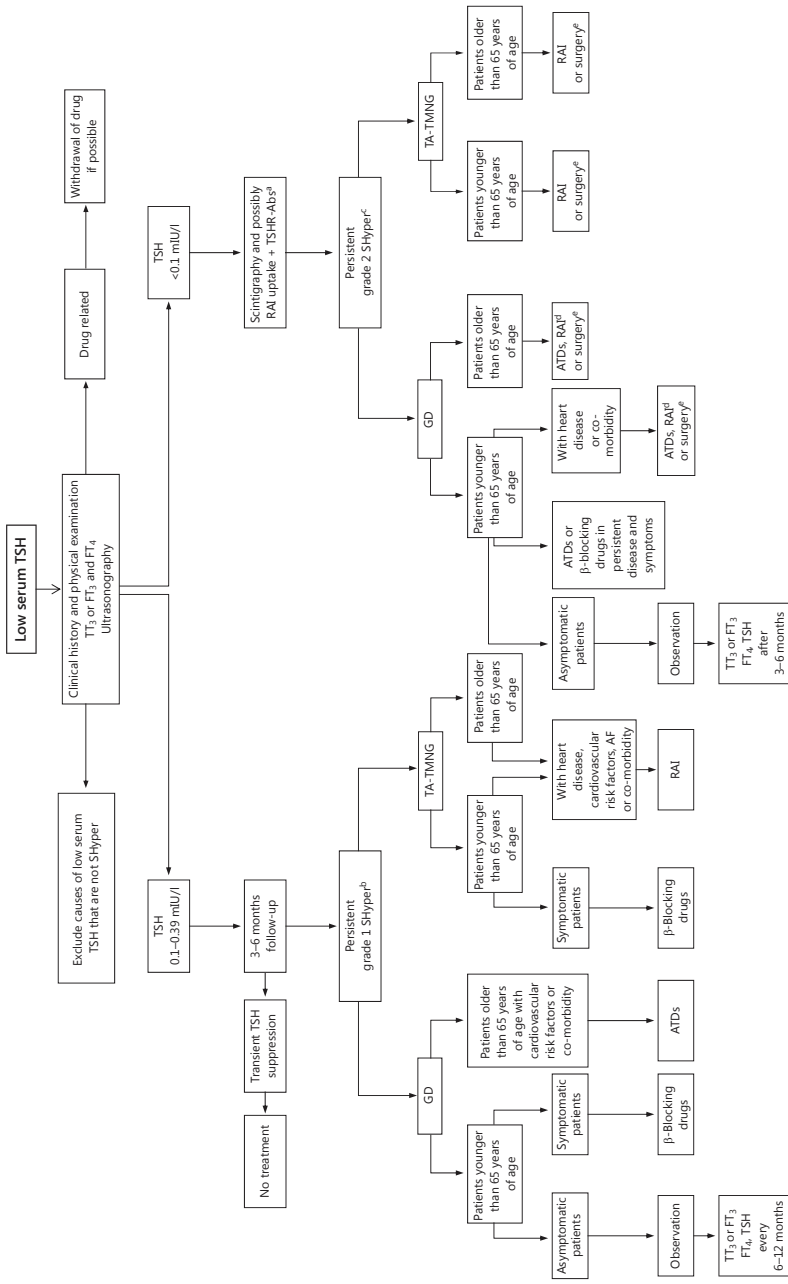 Low serum TSH
Clinical history and physical examination
TT₃ or FT₃ and FT₄
Ultrasonography
Drug related
Withdrawal of drug
if possible
Exclude causes of low serum
TSH that are not SHyper
TSH
0.1–0.39 mIU/l
TSH
<0.1 mIU/l
3–6 months
follow-up
Transient TSH
suppression
No treatment
Scintigraphy and possibly
RAI uptake + TSHR-Absᵃ
Persistent
grade 1 SHyperᵇ
Persistent
grade 2 SHyperᶜ
GD
TA-TMNG
GD
TA-TMNG
Patients younger
than 65 years
of age
Patients older
than 65 years
of age with
cardiovascular
risk factors or
co-morbidity
Patients younger
than 65 years
of age
Patients older
than 65 years
of age
Patients younger
than 65 years
of age
Patients older
than 65 years
of age
Patients younger
than 65 years
of age
Patients older
than 65 years
of age
Asymptomatic
patients
Symptomatic
patients
ATDs
Symptomatic
patients
With heart
disease,
cardiovascular
risk factors, AF
or co-morbidity
Asymptomatic
patients
ATDs or
β-blocking
drugs in
persistent
disease and
symptoms
With heart
disease
or co-
morbidity
ATDs, RAIᵈ
or surgeryᵉ
RAI
or surgeryᵉ
RAI
or surgeryᵉ
Observation
β-Blocking
drugs
β-Blocking
drugs
RAI
Observation
ATDs, RAIᵈ
or surgeryᵉ
TT₃ or FT₃
FT₄, TSH
every
6–12 months
TT₃ or FT₃
FT₄, TSH
after
3–6 months